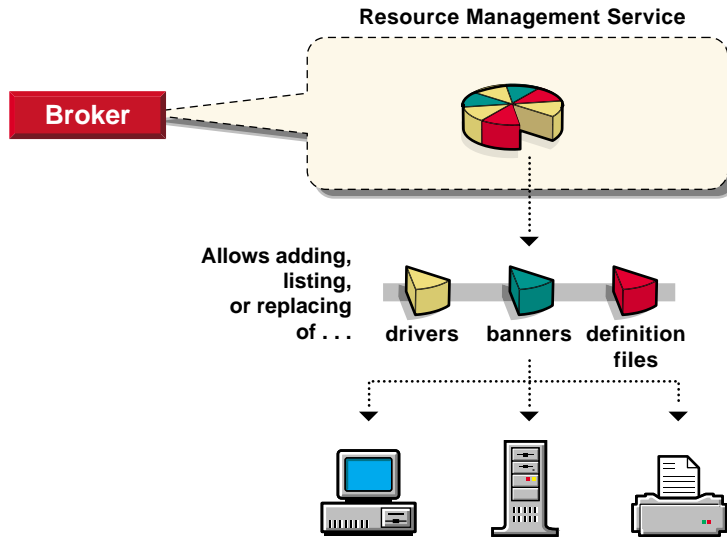 Resource Management Service
Broker
Allows adding,
listing,
or replacing
of . . .
drivers
banners
definition
files